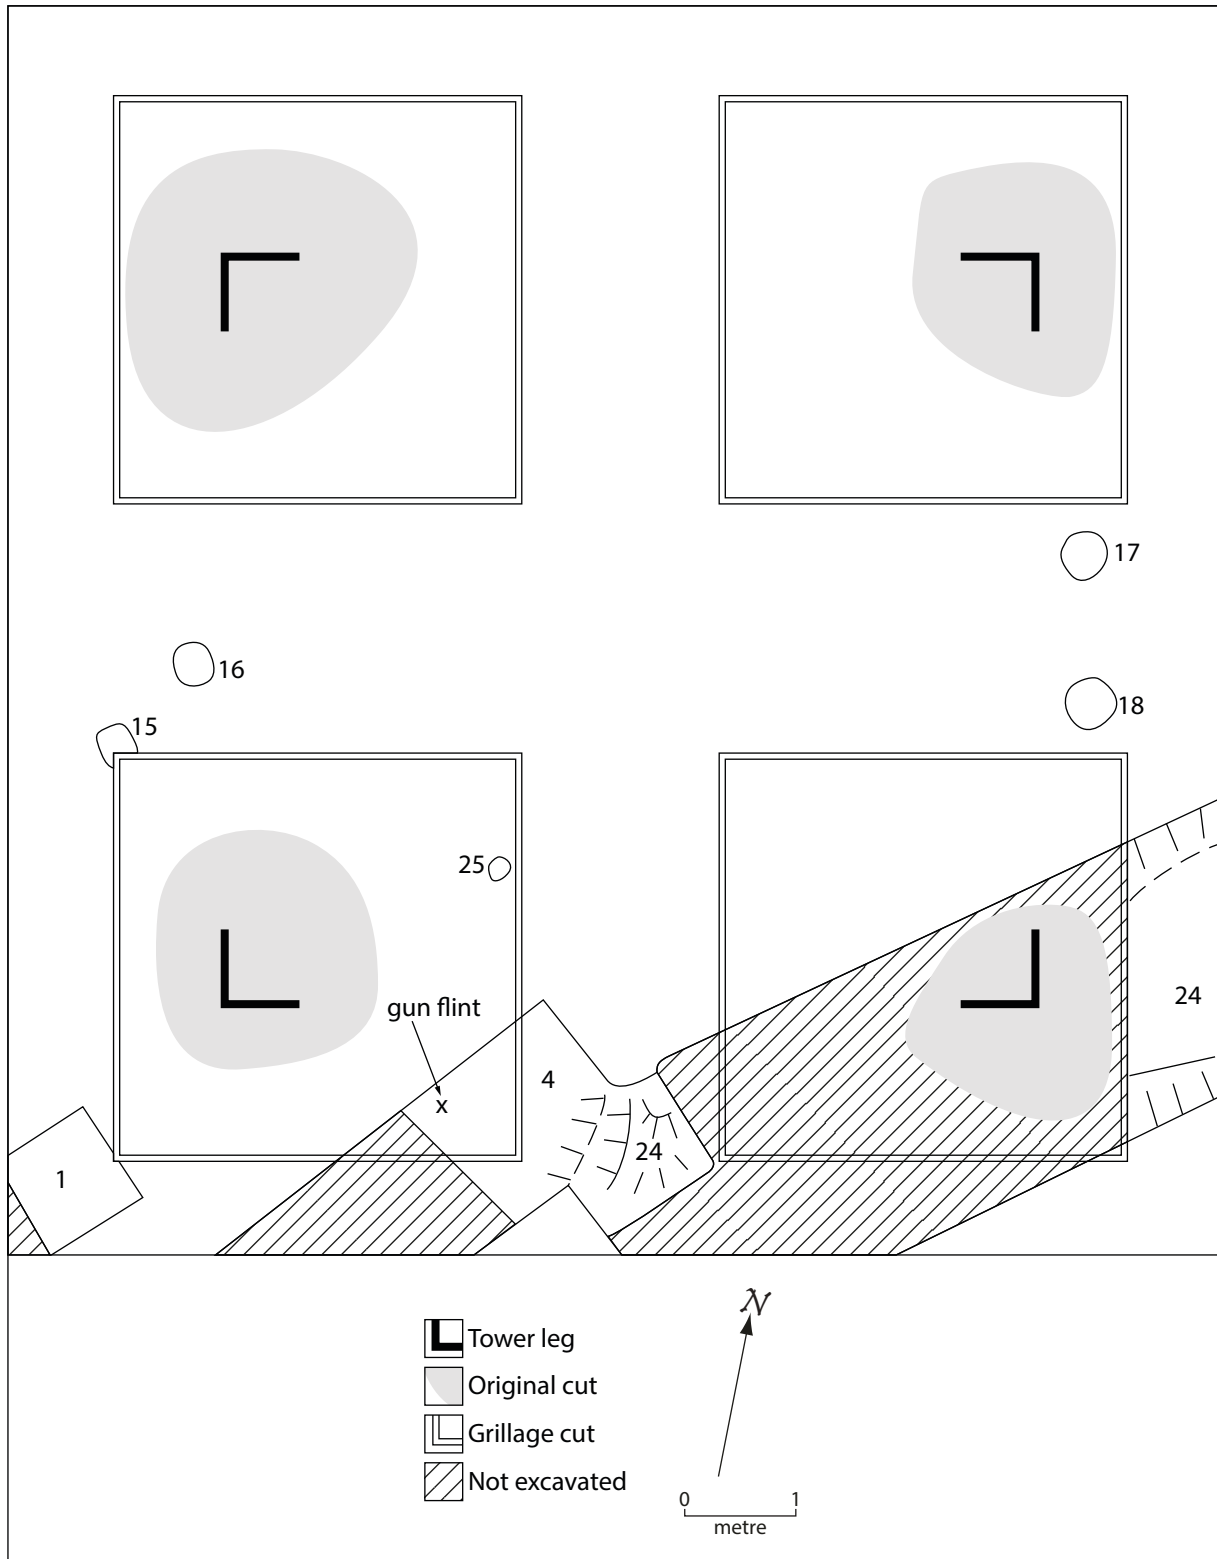 17
16
18
15
25
24
gun flint
4
x
24
1
N
Tower leg
Original cut
Grillage cut
Not excavated
0 1
metre